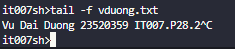 it007sh>tail -f vduong.txt
Vu Dai Duong 23520359 IT007.P28.2^C
it007sh>